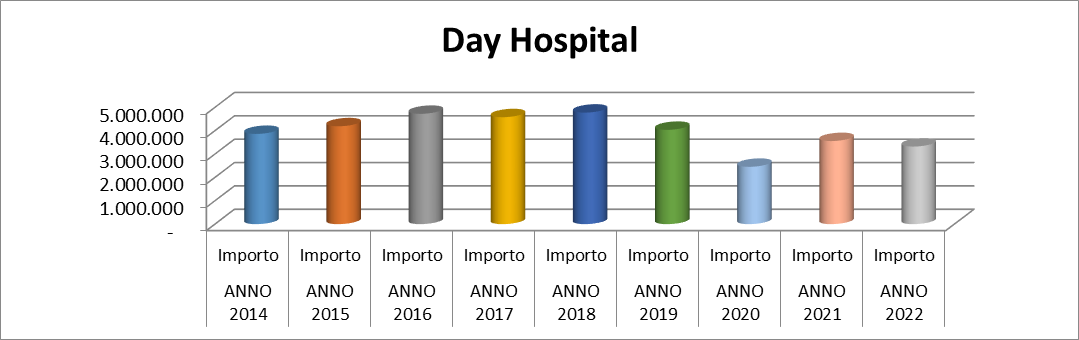 Day Hospital
5.000.000
4.000.000
3.000.000
2.000.000
1.000.000
-
Importo Importo Importo Importo Importo Importo Importo Importo Importo
ANNO ANNO ANNO ANNO ANNO ANNO ANNO ANNO ANNO
2014 2015 2016 2017 2018 2019 2020 2021 2022